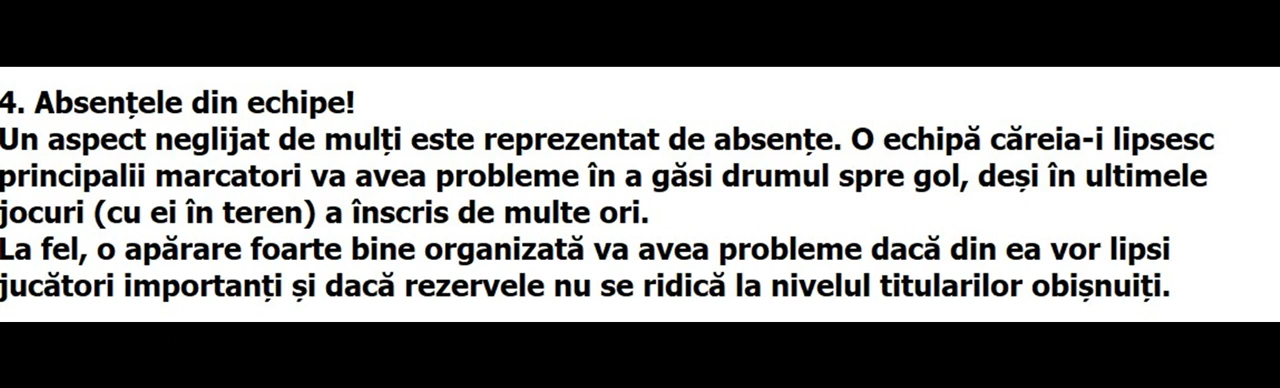 4. Absențele din echipe!
Un aspect neglijat de mulți este reprezentat de absențe. O echipă căreia-i lipsesc
principalii marcatori va avea probleme în a găsi drumul spre gol, deși în ultimele
jocuri (cu ei în teren) a înscris de multe ori.
La fel, o apărare foarte bine organizată va avea probleme dacă din ea vor lipsi
jucători importanți și dacă rezervele nu se ridică la nivelul titularilor obișnuiți.